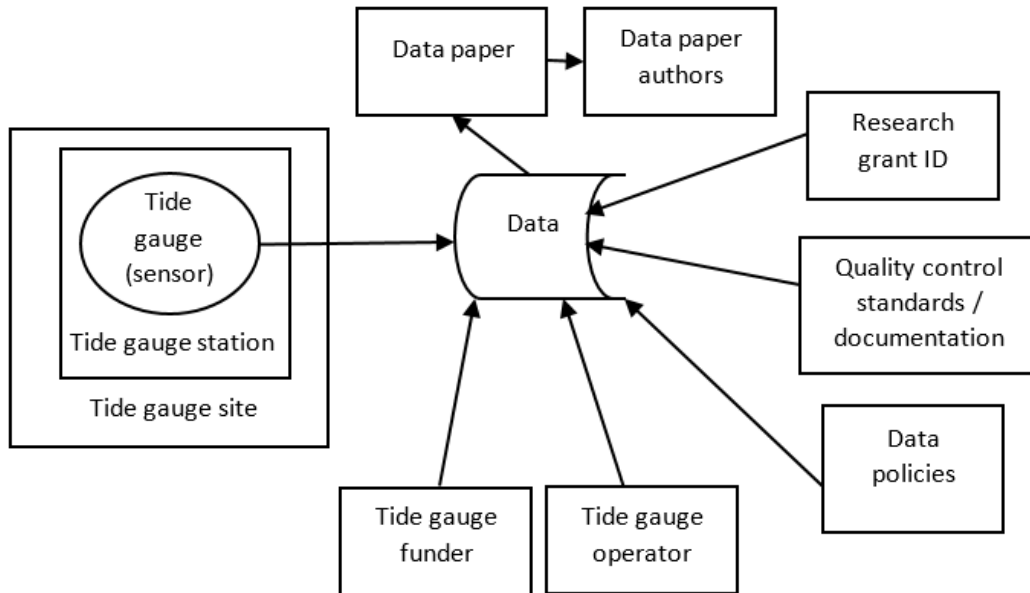 Data paper
Data paper
authors
Research
grant ID
Tide
gauge
(sensor)
Data
Quality control
standards /
documentation
Tide gauge station
Tide gauge site
Data
policies
Tide gauge
funder
Tide gauge
operator